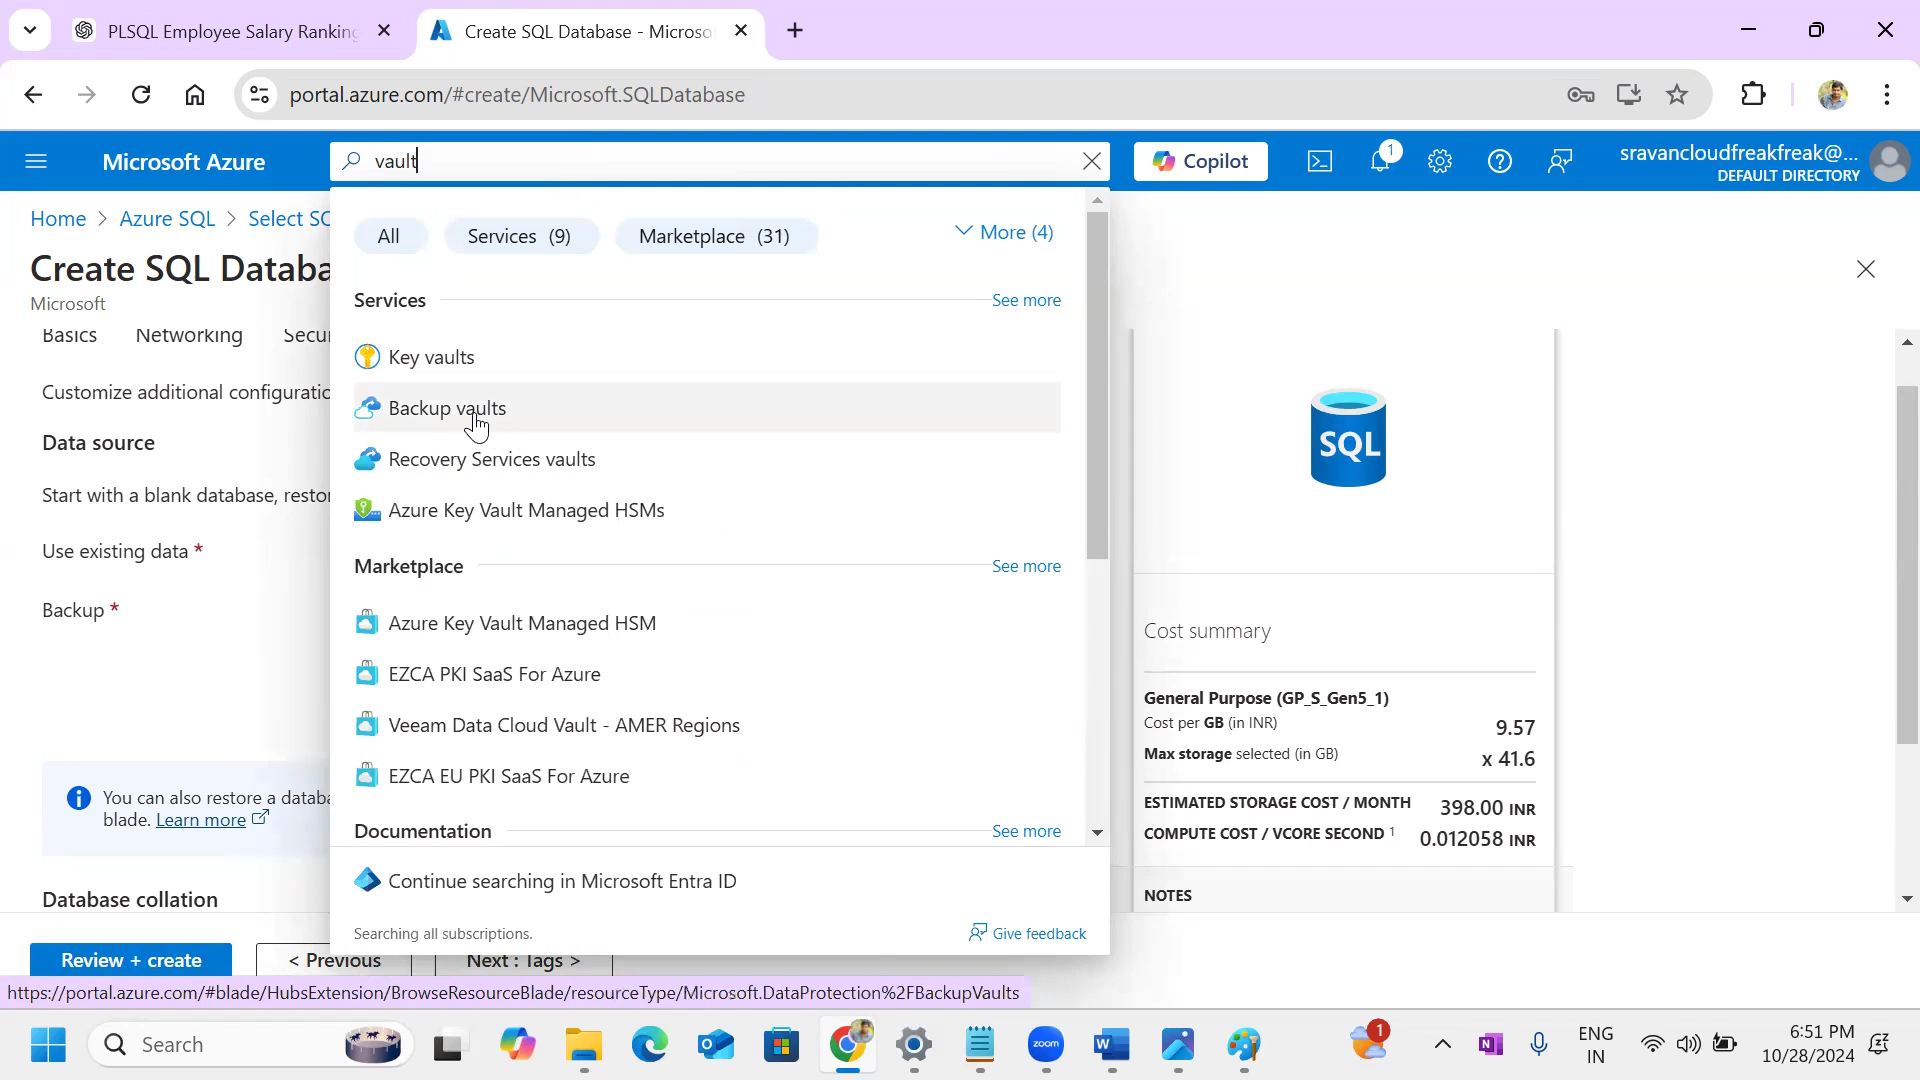 PLSQL Employee Salary Ranking
Create SQL Database - Microso
portal.azure.com/#create/Microsoft.SQLDatabase
Microsoft Azure
vault
Copilot
1
sravancloudfreakfreak@...
DEFAULT DIRECTORY
Home > Azure SQL > Select SQ
Create SQL Databa
Microsoft
Basics Networking Secu
Customize additional configuratio
Data source
Start with a blank database, resto
Use existing data *
Backup *
You can also restore a databa
blade. Learn more
Database collation
Review + create
< Previous
Next : Tags >
All
Services (9)
Marketplace (31)
More (4)
Services
See more
Key vaults
Backup vaults
Recovery Services vaults
Azure Key Vault Managed HSMs
Marketplace
See more
Azure Key Vault Managed HSM
EZCA PKI SaaS For Azure
Veeam Data Cloud Vault - AMER Regions
EZCA EU PKI SaaS For Azure
Documentation
See more
Continue searching in Microsoft Entra ID
Searching all subscriptions.
Give feedback
SQL
Cost summary
General Purpose (GP_S_Gen5_1)
Cost per GB (in INR) 9.57
Max storage selected (in GB) x 41.6
ESTIMATED STORAGE COST / MONTH 398.00 INR
COMPUTE COST / VCORE SECOND 1 0.012058 INR
NOTES
https://portal.azure.com/#blade/HubsExtension/BrowseResourceBlade/resourceType/Microsoft.DataProtection%2FBackupVaults
Search
zoom
1
ENG
IN
6:51 PM
10/28/2024